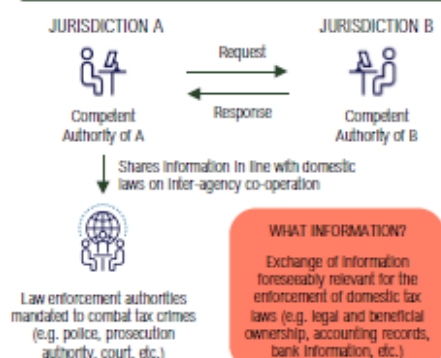 JURISDICTION A
JURISDICTION B
Request
Response
Competent
Authority of A
Competent
Authority of B
Shares information in line with domestic
laws on inter-agency co-operation
Law enforcement authorities
mandated to combat tax crimes
(e.g. police, prosecution
authority, court, etc.)
WHAT INFORMATION?
Exchange of information
foreseeably relevant for the
enforcement of domestic tax
laws (e.g. legal and beneficial
ownership, accounting records,
bank information, etc.)